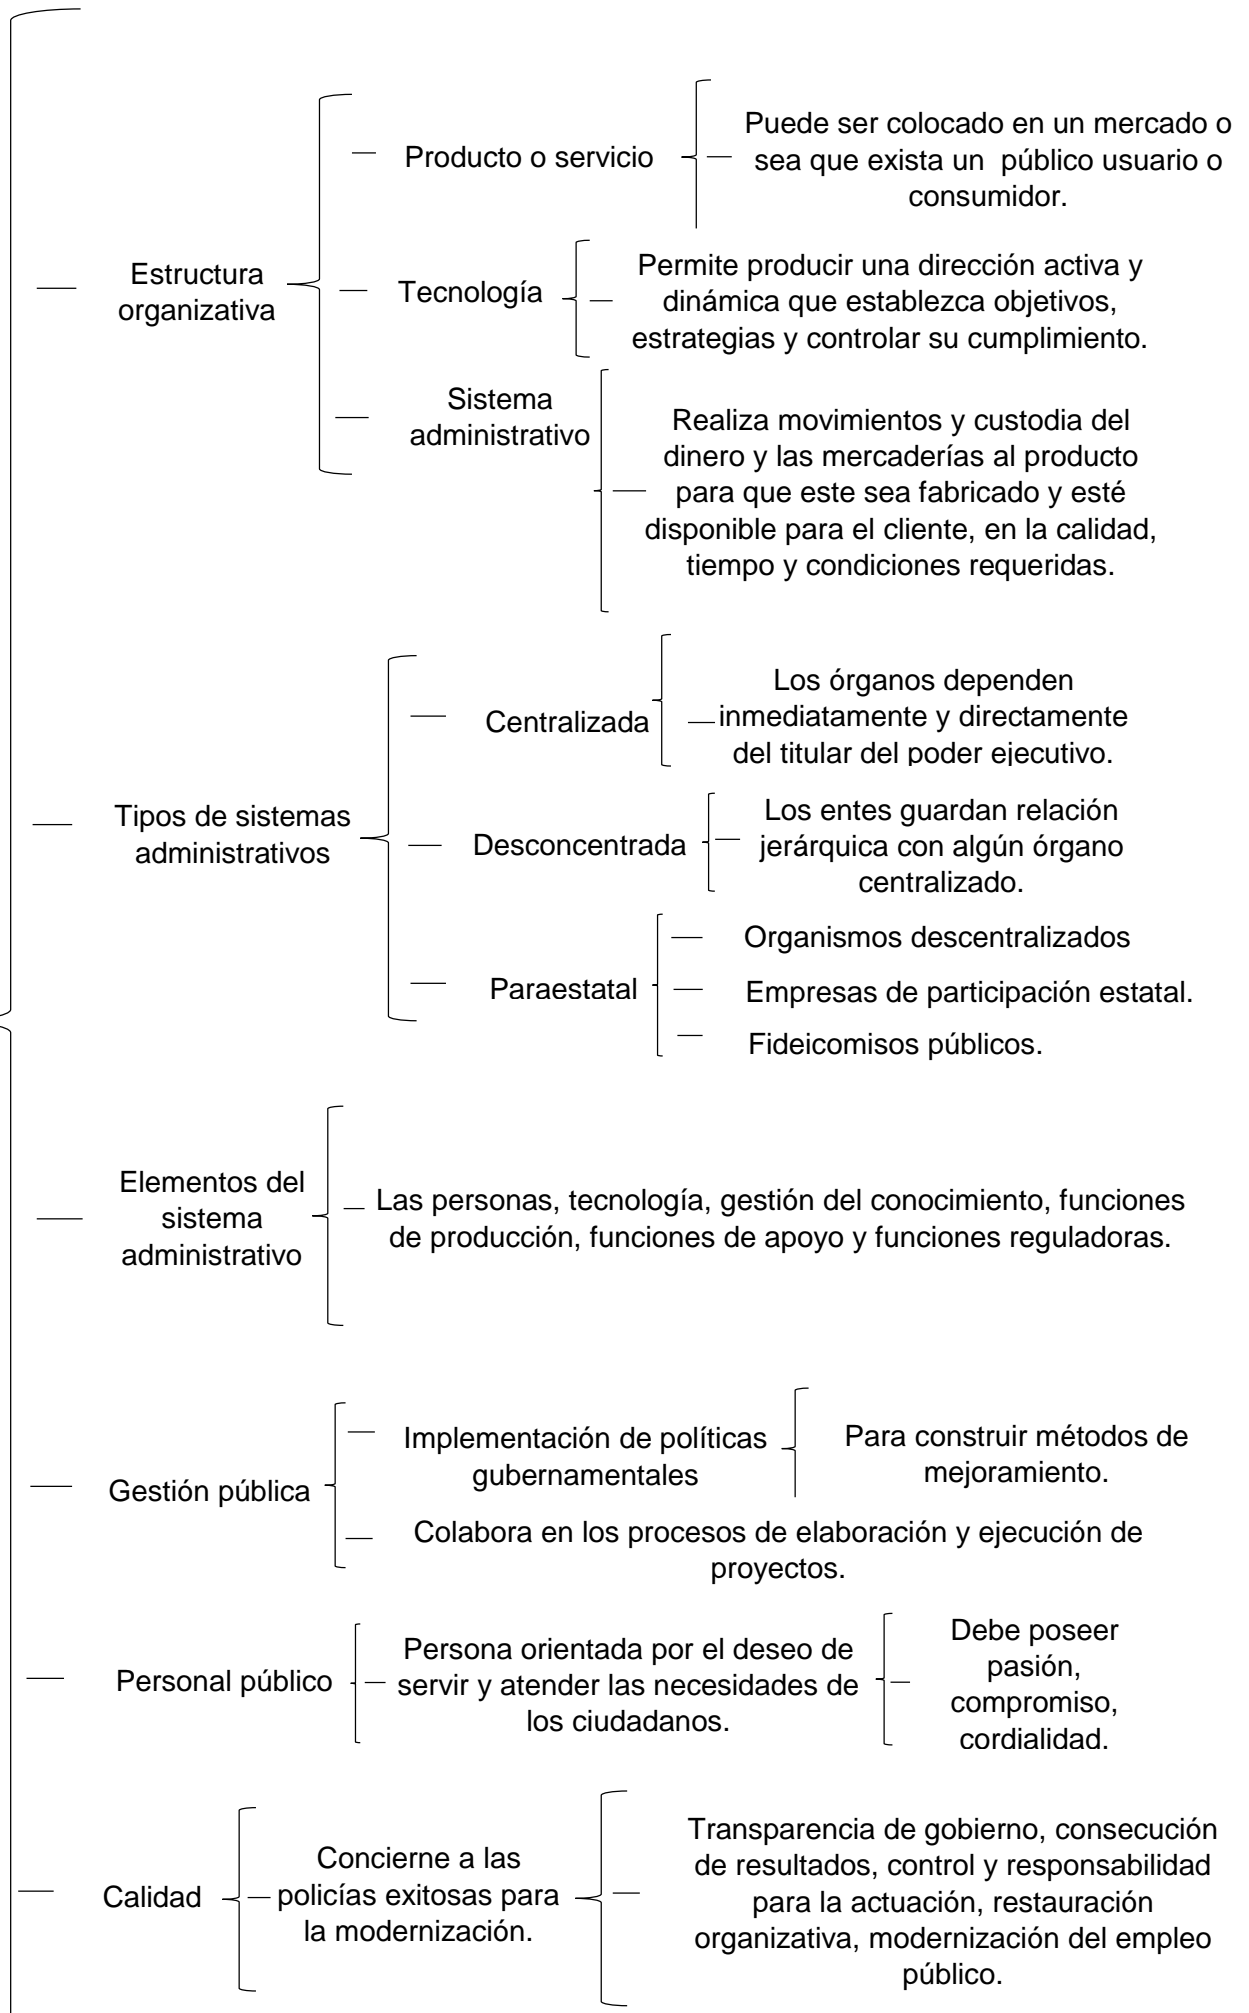 Estructura
organizativa
Producto o servicio
Puede ser colocado en un mercado o
sea que exista un público usuario o
consumidor.
Tecnología
Permite producir una dirección activa y
dinámica que establezca objetivos,
estrategias y controlar su cumplimiento.
Sistema
administrativo
Realiza movimientos y custodia del
dinero y las mercaderías al producto
para que este sea fabricado y esté
disponible para el cliente, en la calidad,
tiempo y condiciones requeridas.
Tipos de sistemas
administrativos
Centralizada
Los órganos dependen
inmediatamente y directamente
del titular del poder ejecutivo.
Desconcentrada
Los entes guardan relación
jerárquica con algún órgano
centralizado.
Paraestatal
Organismos descentralizados
Empresas de participación estatal.
Fideicomisos públicos.
Elementos del
sistema
administrativo
Las personas, tecnología, gestión del conocimiento, funciones
de producción, funciones de apoyo y funciones reguladoras.
Gestión pública
Implementación de políticas
gubernamentales
Para construir métodos de
mejoramiento.
Colabora en los procesos de elaboración y ejecución de
proyectos.
Personal público
Persona orientada por el deseo de
servir y atender las necesidades de
los ciudadanos.
Debe poseer
pasión,
compromiso,
cordialidad.
Calidad
Concierne a las
policías exitosas para
la modernización.
Transparencia de gobierno, consecución
de resultados, control y responsabilidad
para la actuación, restauración
organizativa, modernización del empleo
público.